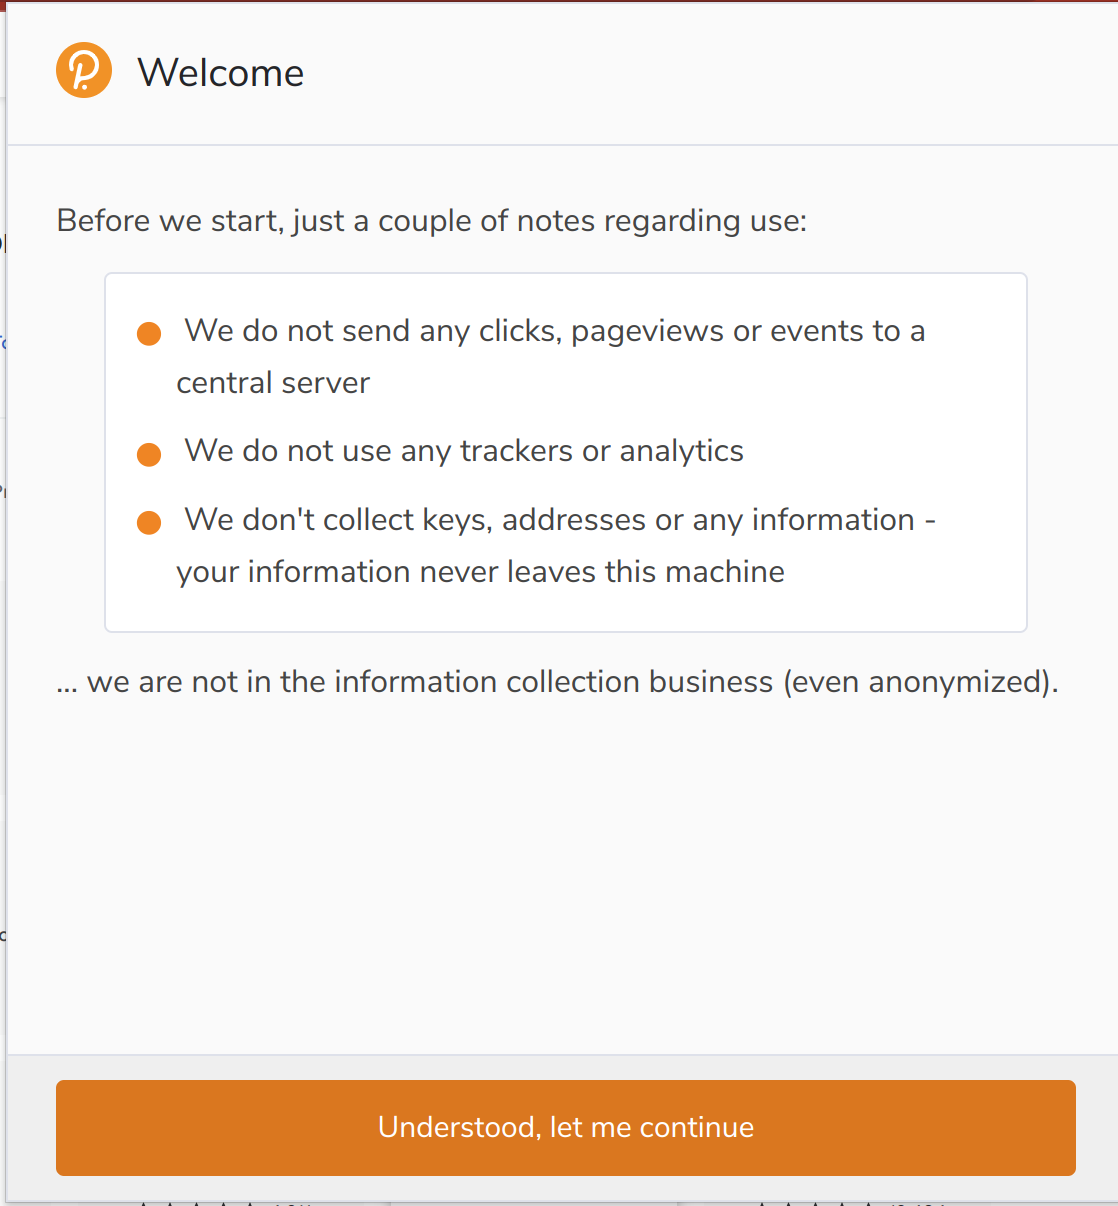 Welcome
Before we start, just a couple of notes regarding use:
We do not send any clicks, pageviews or events to a
central server
We do not use any trackers or analytics
We don't collect keys, addresses or any information -
your information never leaves this machine
... we are not in the information collection business (even anonymized).
Understood, let me continue